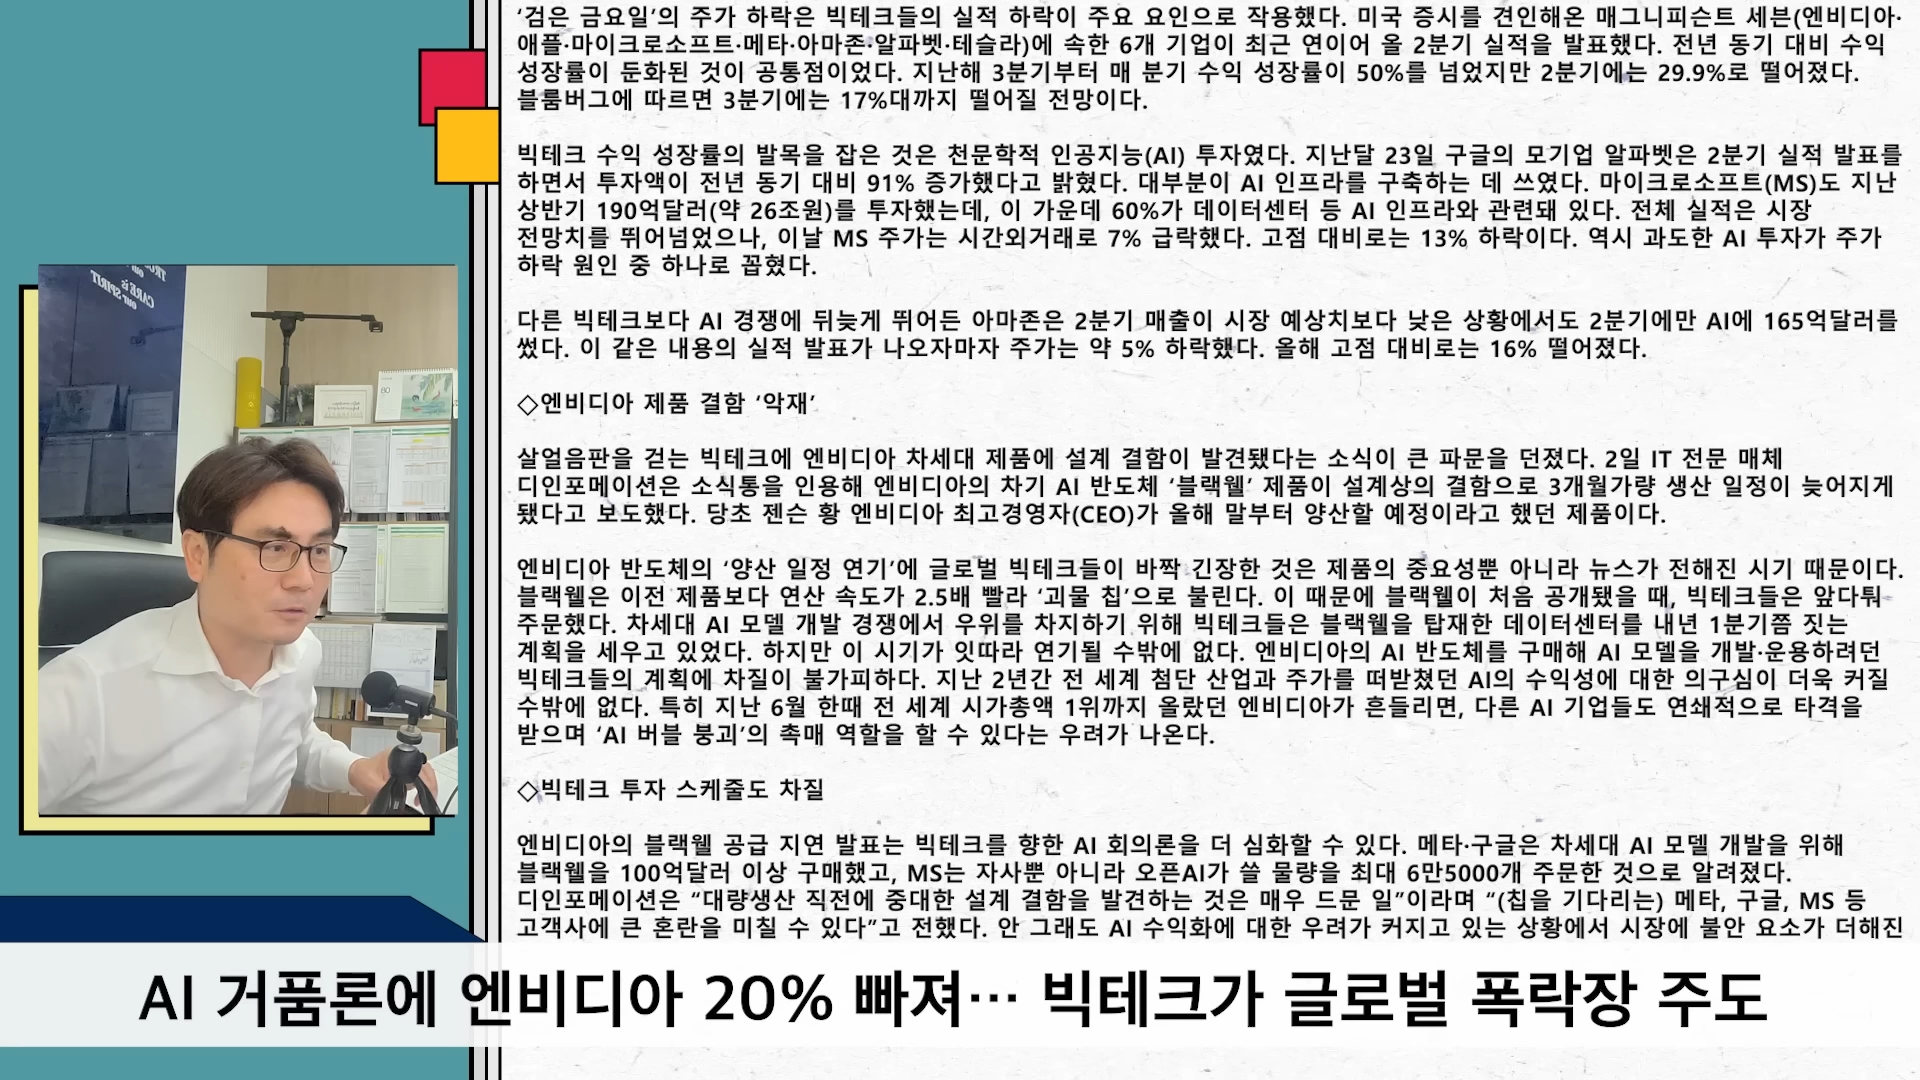 '검은 금요일'의 주가 하락은 빅테크들의 실적 하락이 주요 요인으로 작용했다. 미국 증시를 견인해온 매그니피슨트 세븐(엔비디아·
애플·마이크로소프트·메타·아마존·알파벳·테슬라)에 속한 6개 기업이 최근 연이어 올 2분기 실적을 발표했다. 전년 동기 대비 수익
성장률이 둔화된 것이 공통점이었다. 지난해 3분기부터 매 분기 수익 성장률이 50%를 넘었지만 2분기에는 29.9%로 떨어졌다.
블룸버그에 따르면 3분기에는 17%대까지 떨어질 전망이다.
빅테크 수익 성장률의 발목을 잡은 것은 천문학적 인공지능(AI) 투자였다. 지난달 23일 구글의 모기업 알파벳은 2분기 실적 발표를
하면서 투자액이 전년 동기 대비 91% 증가했다고 밝혔다. 대부분이 AI 인프라를 구축하는 데 쓰였다. 마이크로소프트(MS)도 지난
상반기 190억달러(약 26조원)를 투자했는데, 이 가운데 60%가 데이터센터 등 AI 인프라와 관련돼 있다. 전체 실적은 시장
전망치를 뛰어넘었으나, 이날 MS 주가는 시간외거래로 7% 급락했다. 고점 대비로는 13% 하락이다. 역시 과도한 AI 투자가 주가
하락 원인 중 하나로 꼽혔다.
다른 빅테크보다 AI 경쟁에 뒤늦게 뛰어든 아마존은 2분기 매출이 시장 예상치보다 낮은 상황에서도 2분기에만 AI에 165억달러를
썼다. 이 같은 내용의 실적 발표가 나오자마자 주가는 약 5% 하락했다. 올해 고점 대비로는 16% 떨어졌다.
◇엔비디아 제품 결함 '악재'
살얼음판을 걷는 빅테크에 엔비디아 차세대 제품에 설계 결함이 발견됐다는 소식이 큰 파문을 던졌다. 2일 IT 전문 매체
디인포메이션은 소식통을 인용해 엔비디아의 차기 AI 반도체 '블랙웰' 제품이 설계상의 결함으로 3개월가량 생산 일정이 늦어지게
됐다고 보도했다. 당초 젠슨 황 엔비디아 최고경영자(CEO)가 올해 말부터 양산할 예정이라고 했던 제품이다.
엔비디아 반도체의 '양산 일정 연기'에 글로벌 빅테크들이 바짝 긴장한 것은 제품의 중요성뿐 아니라 뉴스가 전해진 시기 때문이다.
블랙웰은 이전 제품보다 연산 속도가 2.5배 빨라 '괴물 칩'으로 불린다. 이 때문에 블랙웰이 처음 공개됐을 때, 빅테크들은 앞다퉈
주문했다. 차세대 AI 모델 개발 경쟁에서 우위를 차지하기 위해 빅테크들은 블랙웰을 탑재한 데이터센터를 내년 1분기쯤 짓는
계획을 세우고 있었다. 하지만 이 시기가 잇따라 연기될 수밖에 없다. 엔비디아의 AI 반도체를 구매해 AI 모델을 개발·운용하려던
빅테크들의 계획에 차질이 불가피하다. 지난 2년간 전 세계 첨단 산업과 주가를 떠받쳤던 AI의 수익성에 대한 의구심이 더욱 커질
수밖에 없다. 특히 지난 6월 한때 전 세계 시가총액 1위까지 올랐던 엔비디아가 흔들리면, 다른 AI 기업들도 연쇄적으로 타격을
받으며 'AI 버블 붕괴'의 촉매 역할을 할 수 있다는 우려가 나온다.
◇빅테크 투자 스케줄도 차질
엔비디아의 블랙웰 공급 지연 발표는 빅테크를 향한 AI 회의론을 더 심화할 수 있다. 메타·구글은 차세대 AI 모델 개발을 위해
블랙웰을 100억달러 이상 구매했고, MS는 자사뿐 아니라 오픈AI가 쓸 물량을 최대 6만5000개 주문한 것으로 알려졌다.
디인포메이션은 "대량생산 직전에 중대한 설계 결함을 발견하는 것은 매우 드문 일"이라며 "(칩을 기다리는) 메타, 구글, MS 등
고객사에 큰 혼란을 미칠 수 있다"고 전했다. 안 그래도 AI 수익화에 대한 우려가 커지고 있는 상황에서 시장에 불안 요소가 더해진
CARE is
our SPIRIT
AI 거품론에 엔비디아 20% 빠져… 빅테크가 글로벌 폭락장 주도